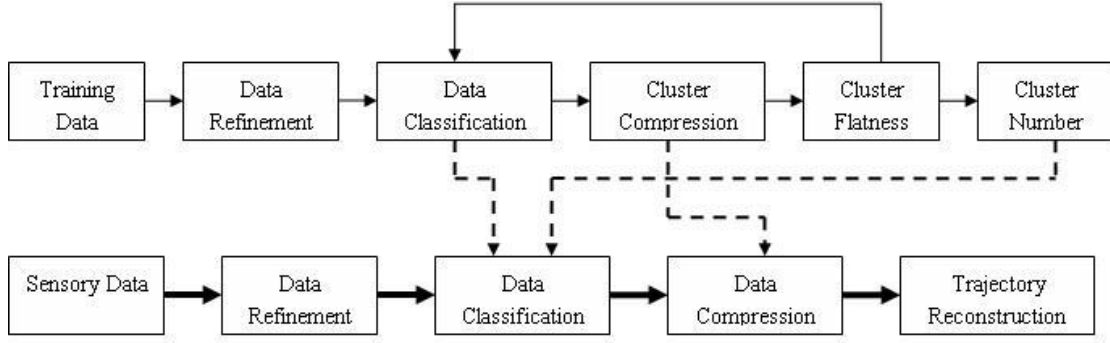 Training
Data
Data
Refinement
Data
Classification
Cluster
Compression
Cluster
Flatness
Cluster
Number
Sensory Data
Data
Refinement
Data
Classification
Data
Compression
Trajectory
Reconstruction